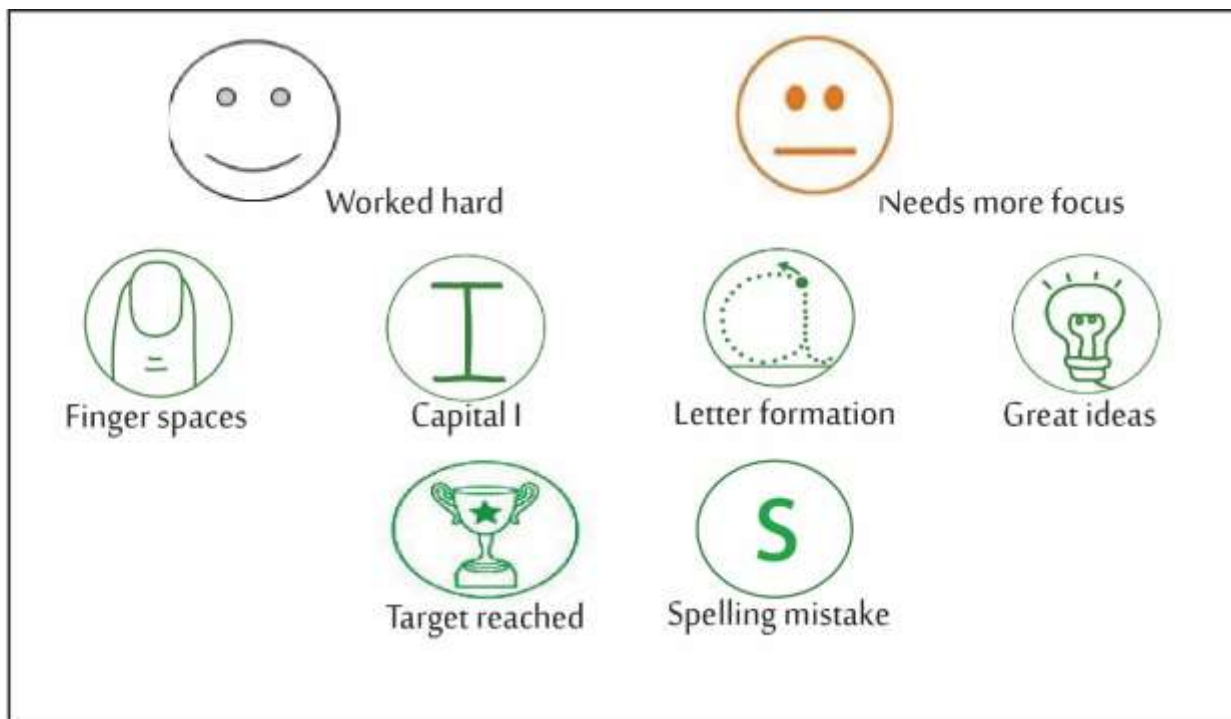 Worked hard
Needs more focus
I
Finger spaces
Capital I
Letter formation
Great ideas
S
Target reached
Spelling mistake